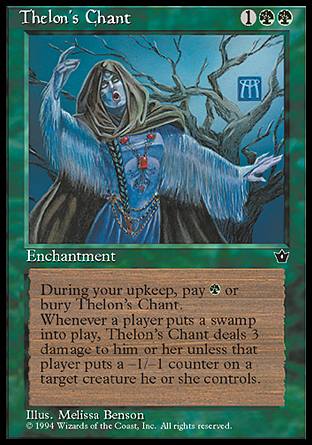 Thelon's Chant 1
Enchantment
During your upkeep, pay or
bury Thelon's Chant.
Whenever a player puts a swamp
into play, Thelon's Chant deals 3
damage to him or her unless that
player puts a -1/-1 counter on a
target creature he or she controls.
Illus. Melissa Benson
© 1994 Wizards of the Coast, Inc. All rights reserved.